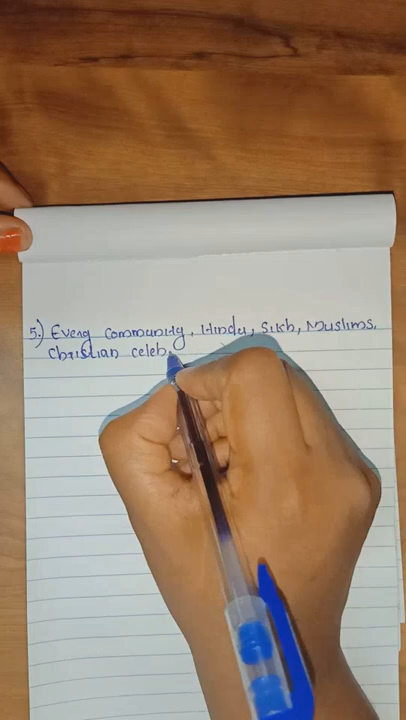 5.) Every community, Hindu, Sikh, Muslims,
Christian celeb